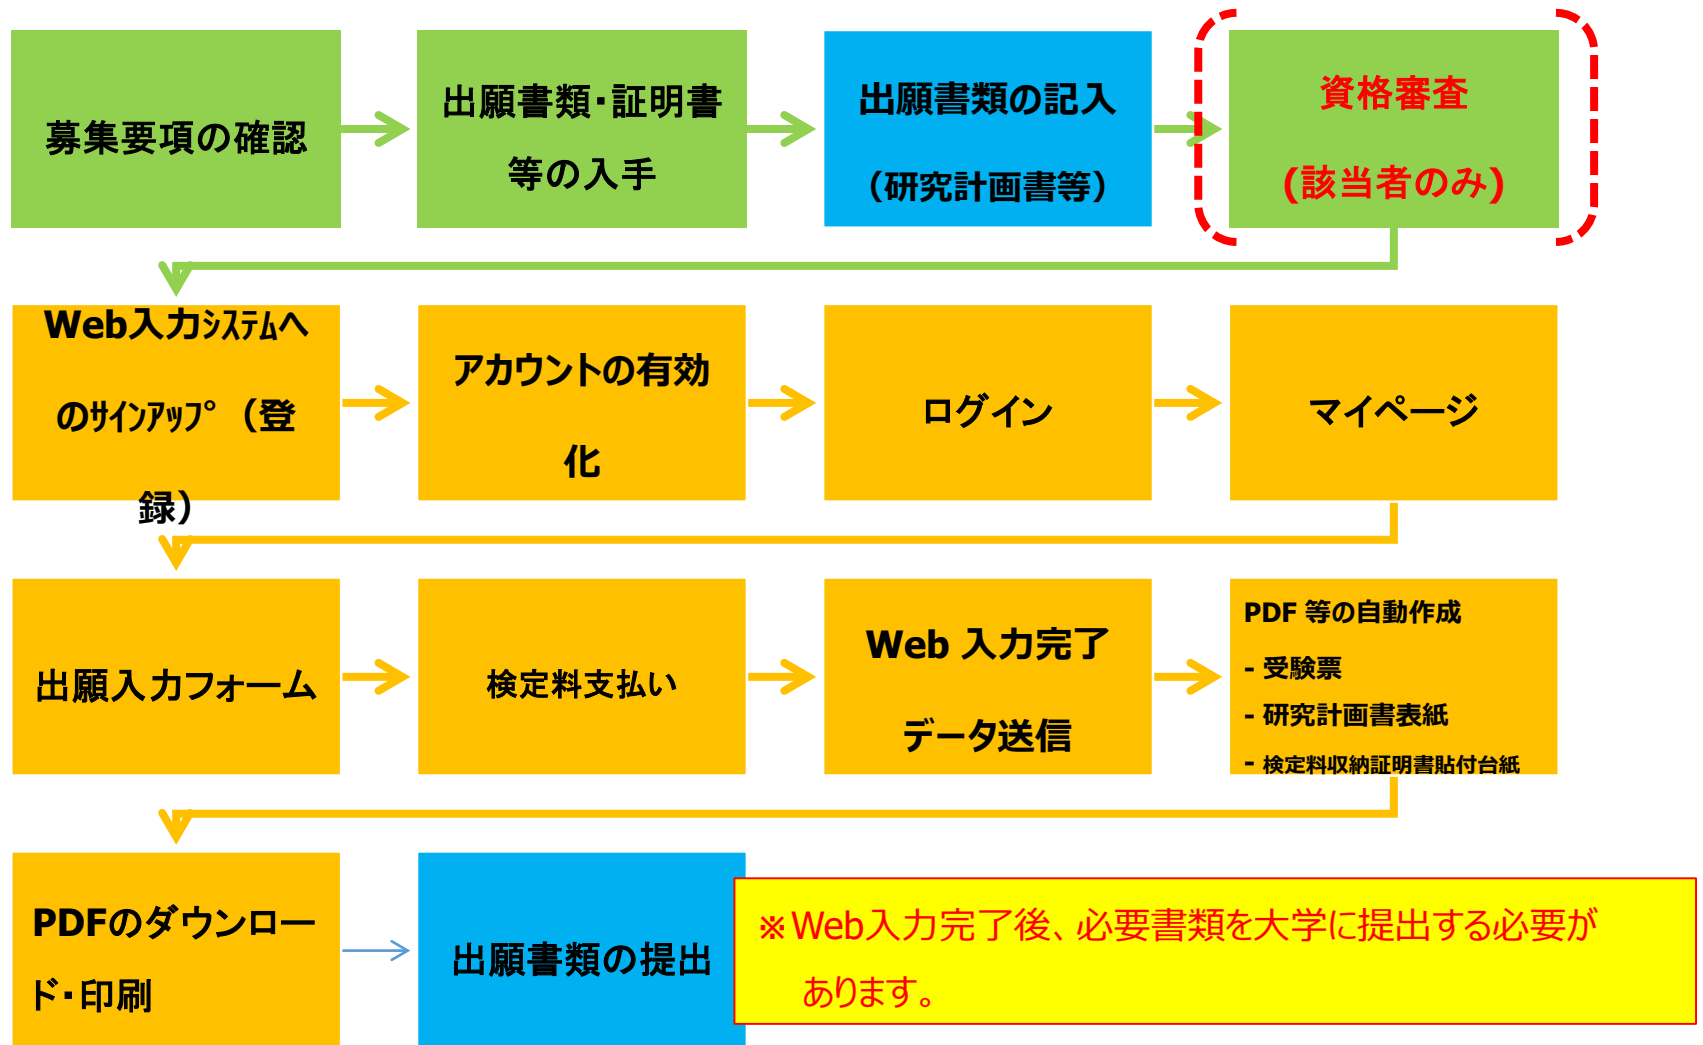 募集要項の確認
出願書類・証明書
等の入手
出願書類の記入
（研究計画書等）
資格審査
(該当者のみ)
Web入力ｼｽﾃﾑへ
のｻｲﾝｱｯﾌﾟ（登
録）
アカウントの有効
化
ログイン
マイページ
出願入力フォーム
検定料支払い
Web 入力完了
データ送信
PDF 等の自動作成
- 受験票
- 研究計画書表紙
- 検定料収納証明書貼付台紙
PDFのダウンロー
ド・印刷
出願書類の提出
※Web入力完了後、必要書類を大学に提出する必要が
あります。